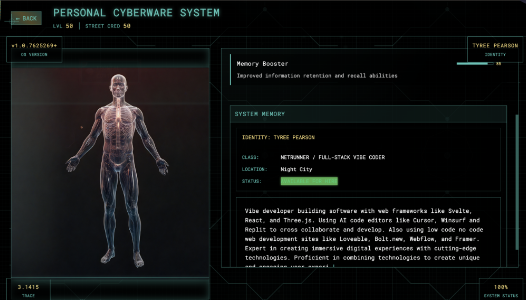 ← BACK
PERSONAL CYBERWARE SYSTEM
LVL 50 | STREET CRED 50
+1.0.7625269+
EN VERSION
TYREE PEARSON
IDENTITY
Memory Booster
Improved information retention and recall abilities
SYSTEM MEMORY
IDENTITY: TYREE PEARSON
CLASS: NETRUNNER / FULL-STACK VIBE CODER
LOCATION: Night City
STATUS:
Vibe developer building software with web frameworks like Svelte,
React, and Three.js. Using AI code editors like Cursor, Winsurf and
Replit to cross collaborate and develop. Also using low code no code
web development sites like Loveable, Bolt.new, Webflow, and Framer.
Expert in creating immersive digital experiences with cutting-edge
technologies. Proficient in combining technologies to create unique
3.1415
TRACE
100%
SYSTEM STATUS